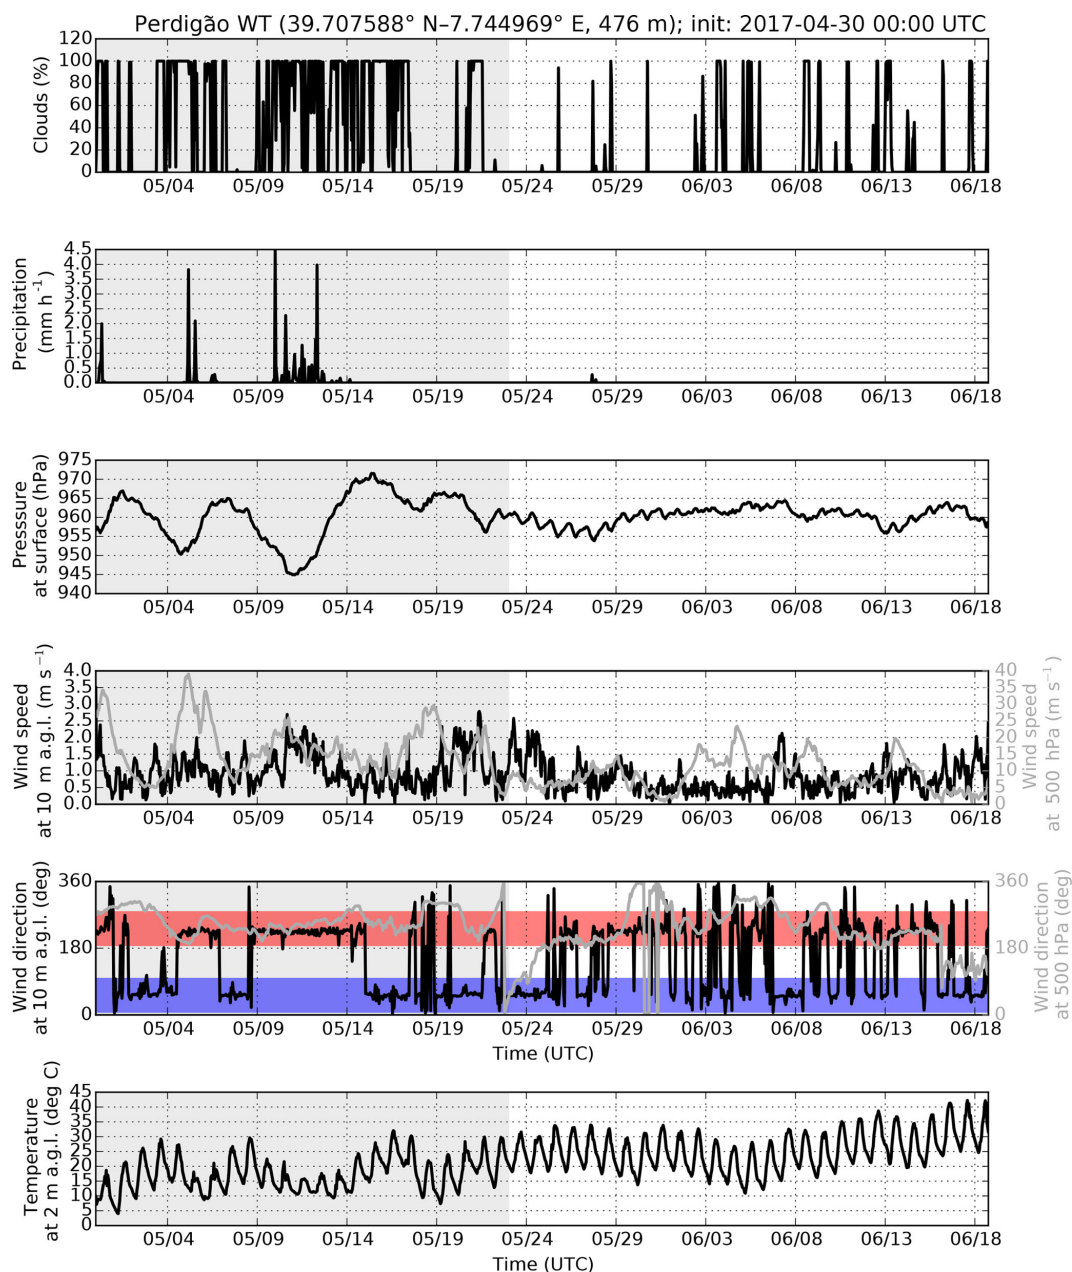 Perdigão WT (39.707588° N–7.744969° E, 476 m); init: 2017-04-30 00:00 UTC
Clouds (%)
120
100
80
60
40
20
0
05/04 05/09 05/14 05/19 05/24 05/29 06/03 06/08 06/13 06/18
Precipitation
(mm h⁻¹)
4.5
4.0
3.5
3.0
2.5
2.0
1.5
1.0
0.5
0.0
05/04 05/09 05/14 05/19 05/24 05/29 06/03 06/08 06/13 06/18
Pressure
at surface (hPa)
975
970
965
960
955
950
945
940
05/04 05/09 05/14 05/19 05/24 05/29 06/03 06/08 06/13 06/18
Wind speed
at 10 m a.g.l. (m s⁻¹)
4.0
3.5
3.0
2.5
2.0
1.5
1.0
0.5
0.0
40
35
30
25
20
15
10
5
0
Wind speed
at 500 hPa (m s⁻¹)
05/04 05/09 05/14 05/19 05/24 05/29 06/03 06/08 06/13 06/18
Wind direction
at 10 m a.g.l. (deg)
360
180
0
360
180
0
Wind direction
at 500 hPa (deg)
05/04 05/09 05/14 05/19 05/24 05/29 06/03 06/08 06/13 06/18
Time (UTC)
Temperature
at 2 m a.g.l. (deg C)
45
40
35
30
25
20
15
10
5
0
05/04 05/09 05/14 05/19 05/24 05/29 06/03 06/08 06/13 06/18
Time (UTC)